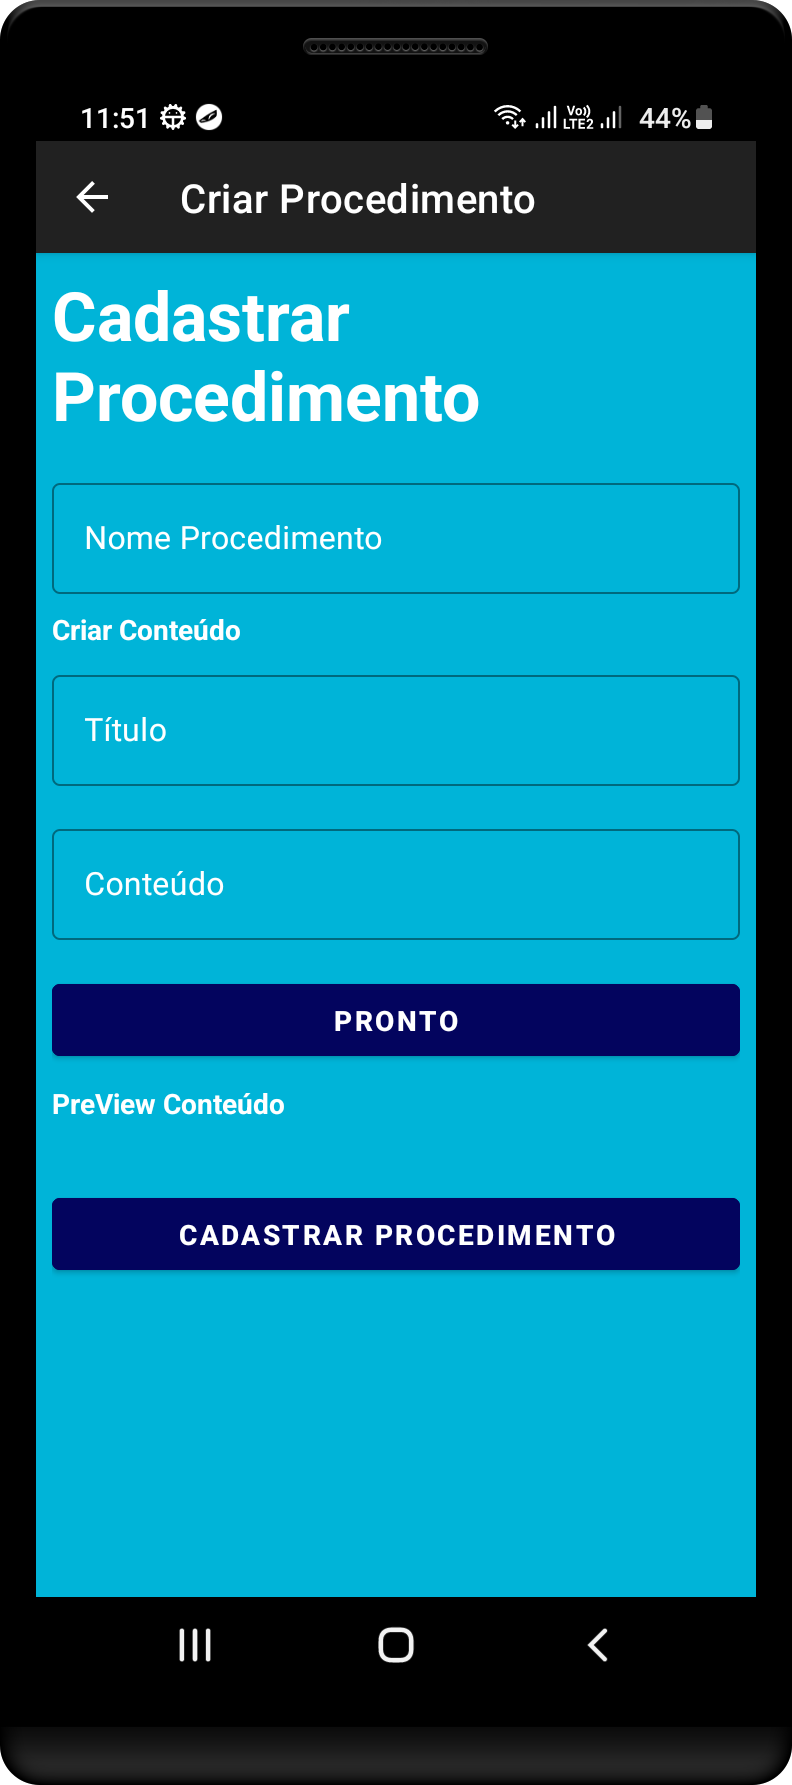 11:51 Vo)) LTE2 44%
Criar Procedimento
Cadastrar
Procedimento
Nome Procedimento
Criar Conteúdo
Título
Conteúdo
PRONTO
PreView Conteúdo
CADASTRAR PROCEDIMENTO